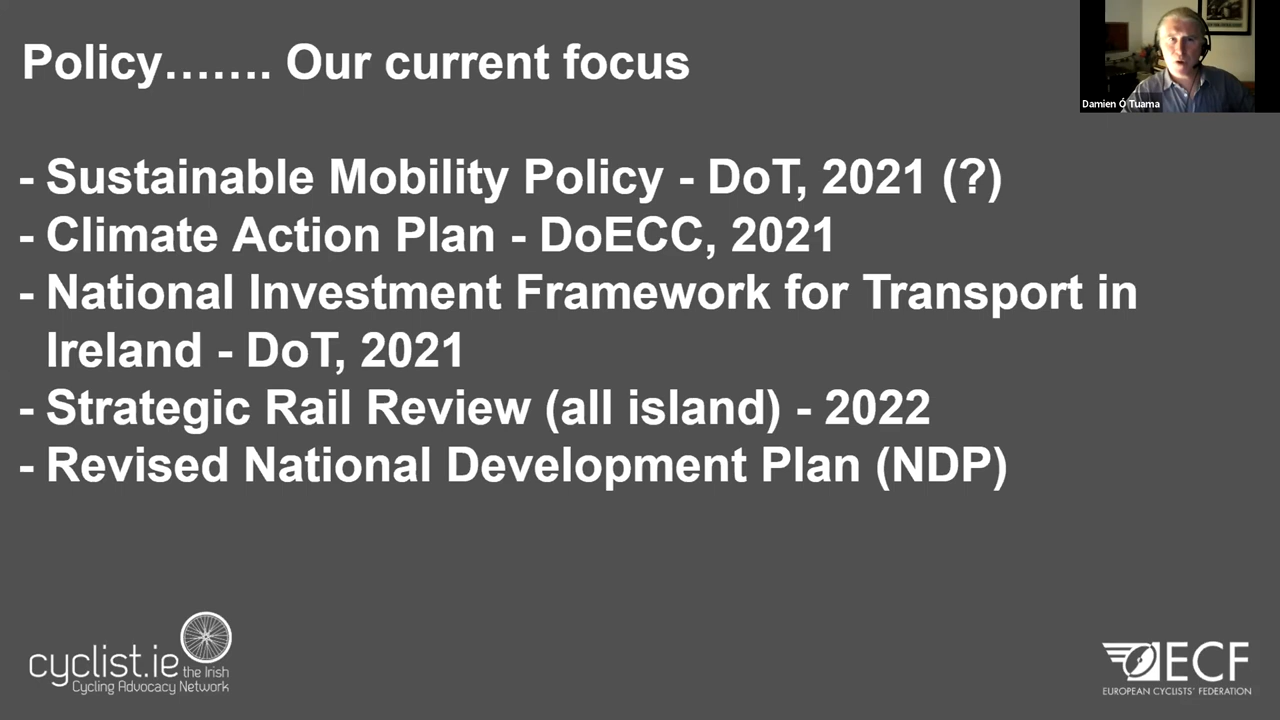 Policy……. Our current focus
Damien Ó Tuama
- Sustainable Mobility Policy - DoT, 2021 (?)
- Climate Action Plan - DoECC, 2021
- National Investment Framework for Transport in
Ireland - DoT, 2021
- Strategic Rail Review (all island) - 2022
- Revised National Development Plan (NDP)
cyclist.ie the Irish
Cycling Advocacy Network
ECF
EUROPEAN CYCLISTS' FEDERATION